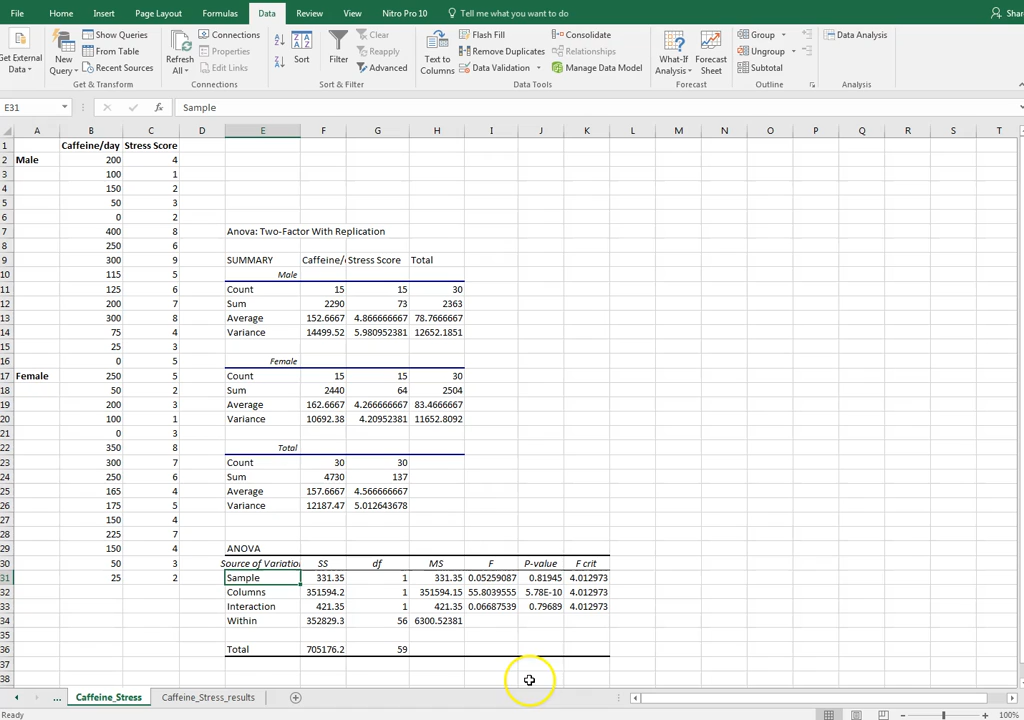 File Home Insert Page Layout Formulas Data Review View Nitro Pro 10 Tell me what you want to do Shar
Get External Data New Query Show Queries From Table Recent Sources Refresh All Connections Properties Edit Links Sort Filter Clear Reapply Advanced Text to Columns Flash Fill Remove Duplicates Data Validation Consolidate Relationships Manage Data Model What-If Analysis Forecast Sheet Group Ungroup Subtotal Data Analysis
Get & Transform Connections Sort & Filter Data Tools Forecast Outline Analysis
E31 fx Sample
A B C D E F G H I J K L M N O P Q R S T
1 Caffeine/day Stress Score
2 Male 200 4
3 100 1
4 150 2
5 50 3
6 0 2
7 400 8 Anova: Two-Factor With Replication
8 250 6
9 300 9 SUMMARY Caffeine/ Stress Score Total
10 115 5 Male
11 125 6 Count 15 15 30
12 200 7 Sum 2290 73 2363
13 300 8 Average 152.6667 4.866666667 78.7666667
14 75 4 Variance 14499.52 5.980952381 12652.1851
15 25 3
16 0 5 Female
17 Female 250 5 Count 15 15 30
18 50 2 Sum 2440 64 2504
19 200 3 Average 162.6667 4.266666667 83.4666667
20 100 1 Variance 10692.38 4.20952381 11652.8092
21 0 3
22 350 8 Total
23 300 7 Count 30 30
24 250 6 Sum 4730 137
25 165 4 Average 157.6667 4.566666667
26 175 5 Variance 12187.47 5.012643678
27 150 4
28 225 7
29 150 4 ANOVA
30 50 3 Source of Variation SS df MS F P-value F crit
31 25 2 Sample 331.35 1 331.35 0.05259087 0.81945 4.012973
32 Columns 351594.2 1 351594.15 55.8039555 5.78E-10 4.012973
33 Interaction 421.35 1 421.35 0.06687539 0.79689 4.012973
34 Within 352829.3 56 6300.52381
35
36 Total 705176.2 59
37
38
... Caffeine_Stress Caffeine_Stress_results
Ready 100%